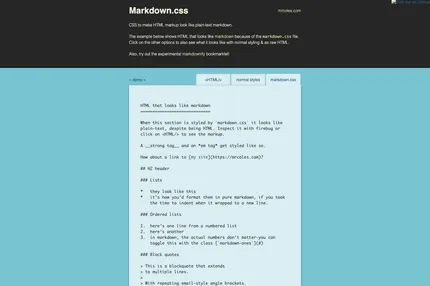 Markdown.css
mrcoles.com
CSS to make HTML markup look like plain-text markdown.
The example below shows HTML that looks like markdown because of the markdown.css file.
Click on the other options to also see what it looks like with normal styling & as raw HTML.
Also, try out the experimental markdownify bookmarklet!
<HTML/>
normal styles
markdown.css
HTML that looks like markdown
=============================
When this section is styled by `markdown.css` it looks like
plain-text, despite being HTML. Inspect it with firebug or
click on <HTML/> to see the markup.
A __strong tag__ and an *em tag* get styled like so.
How about a link to [my site](https://mrcoles.com)?
## H2 header
### Lists
* they look like this
* it's how you'd format them in pure markdown, if you took
the time to indent when it wrapped to a new line.
### Ordered lists
1. here's one line from a numbered list
2. here's another
3. in markdown, the actual numbers don't matter-you can
toggle this with the class [`markdown-ones`](#)
### Block quotes
> This is a blockquote that extends
> to multiple lines.
>
> With repeating email-style angle brackets.